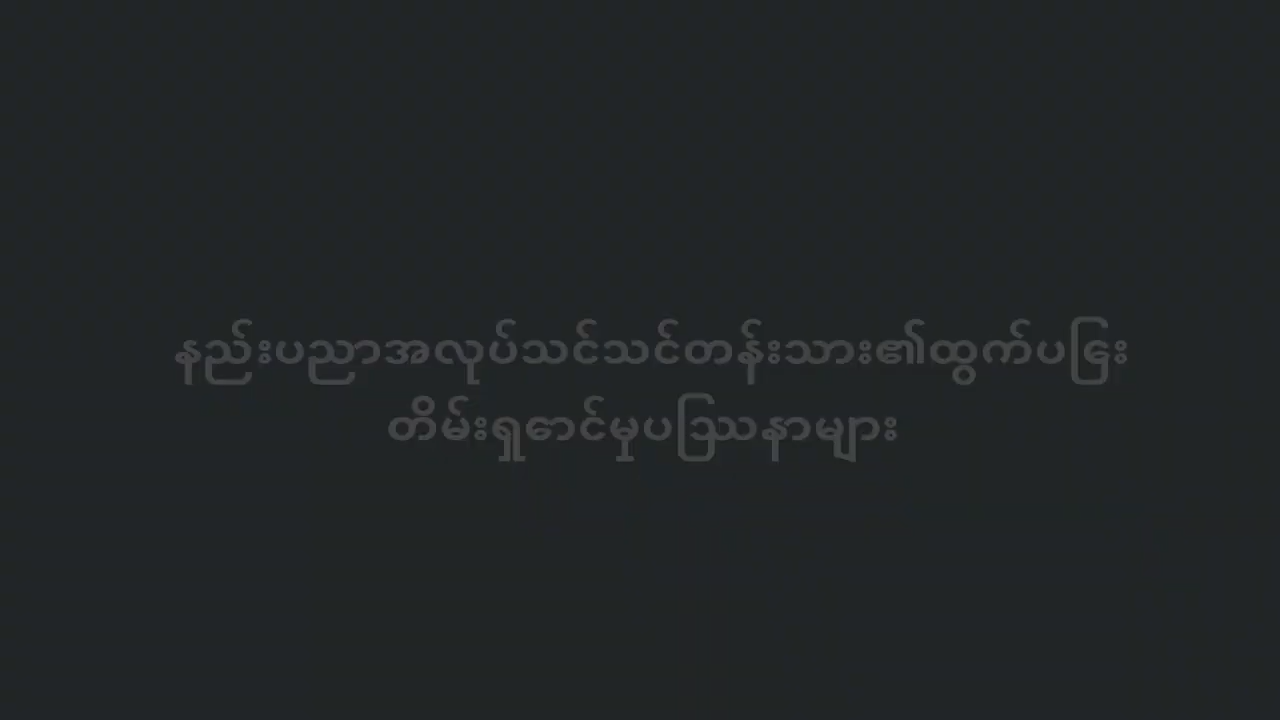 နည်းပညာအလုပ်သင်သင်တန်းသား၏ထွက်ပြေး
တိမ်းရှောင်မှုပြဿနာများ